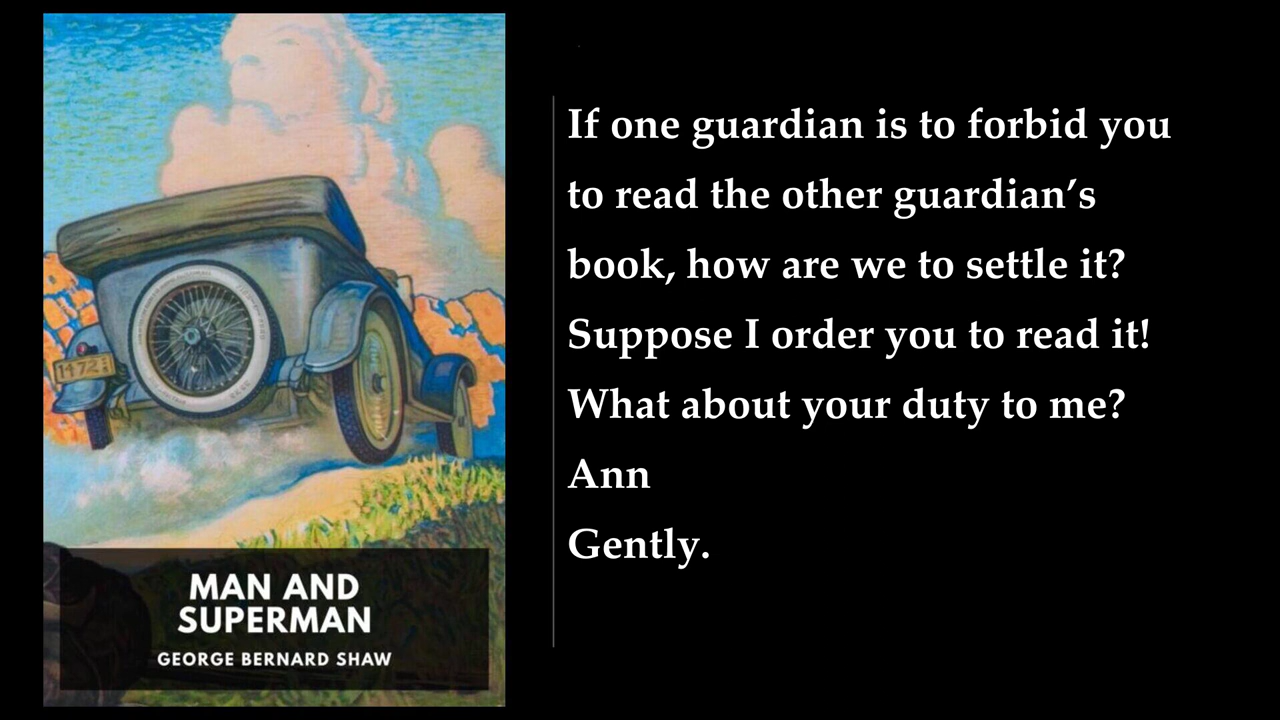 If one guardian is to forbid you
to read the other guardian’s
book, how are we to settle it?
Suppose I order you to read it!
What about your duty to me?
Ann
Gently.
1472
MAN AND
SUPERMAN
GEORGE BERNARD SHAW